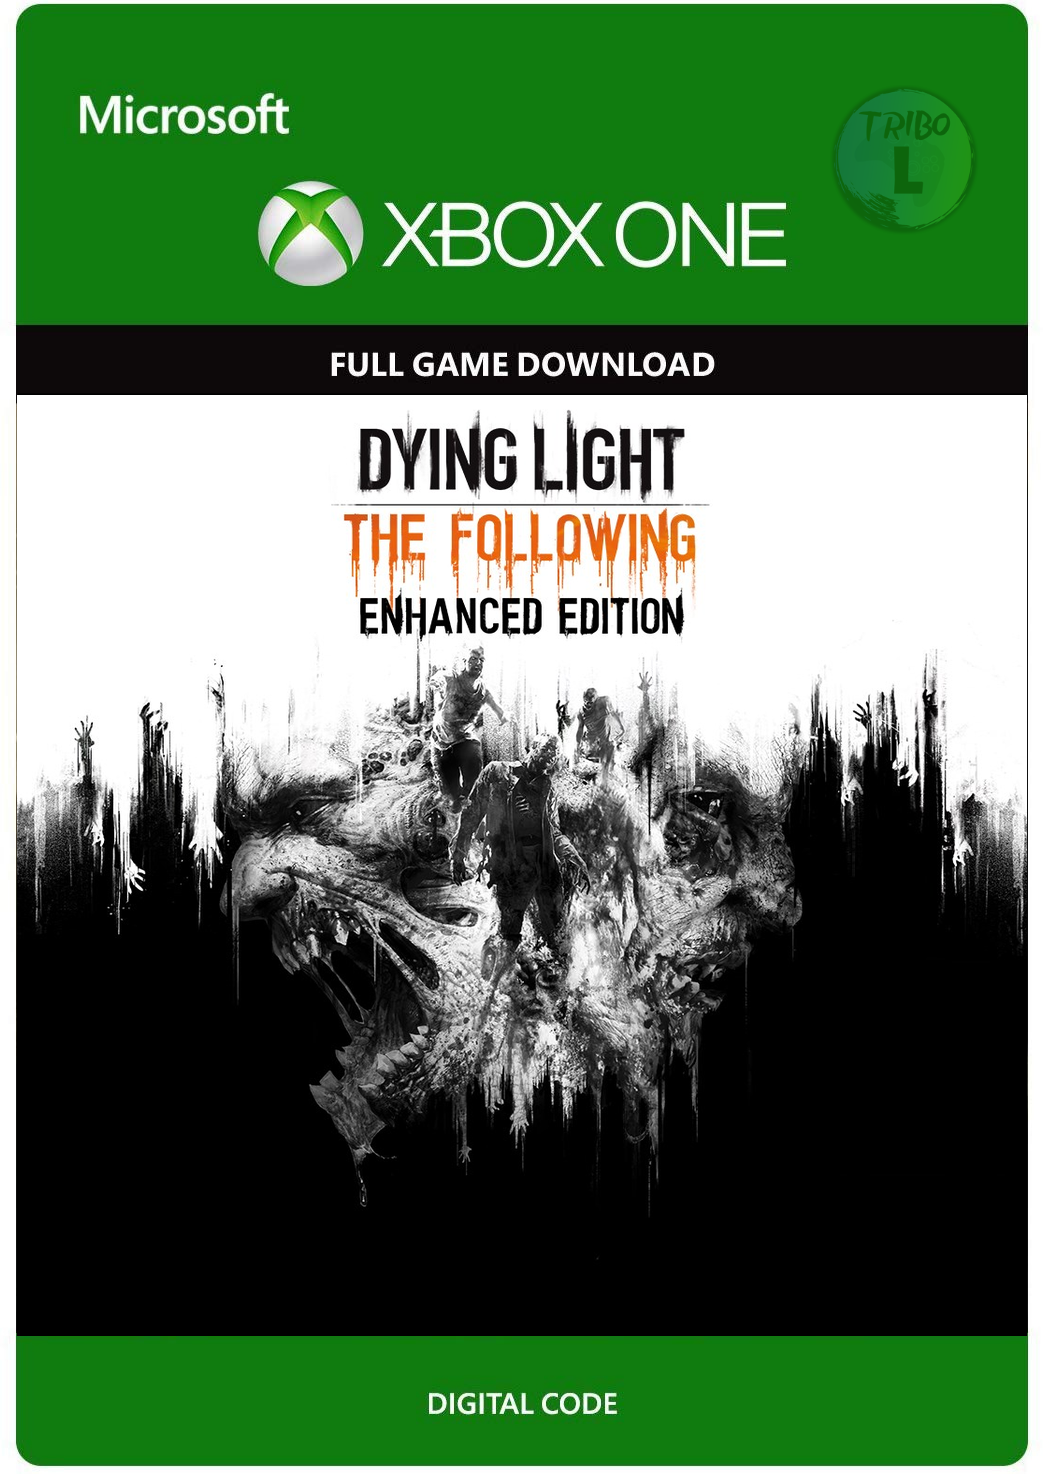 Microsoft
TRIBO
L
XBOX ONE
FULL GAME DOWNLOAD
DYING LIGHT
THE FOLLOWING
ENHANCED EDITION
DIGITAL CODE